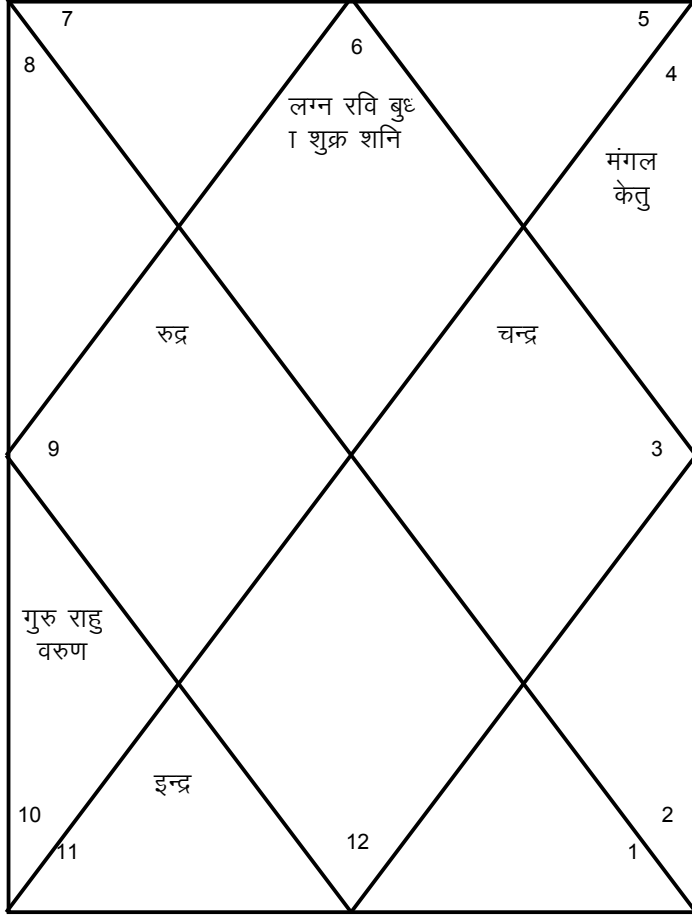 7
6
5
8
4
लग्न रवि बुध
ा शुक्र शनि
मंगल
केतु
रुद्र
चन्द्र
9
3
गुरु राहु
वरुण
इन्द्र
10
2
12
11
1